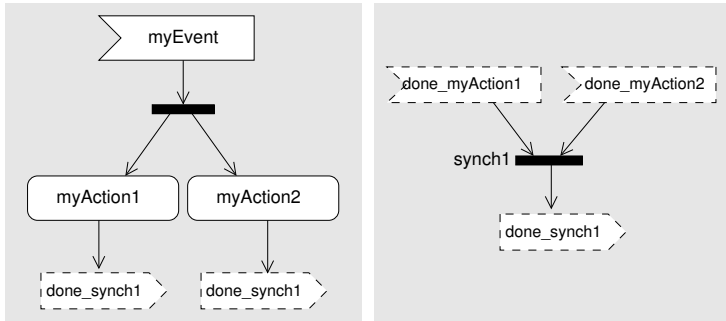 myEvent
myAction1
myAction2
done_synch1
done_synch1
done_myAction1
done_myAction2
synch1
done_synch1